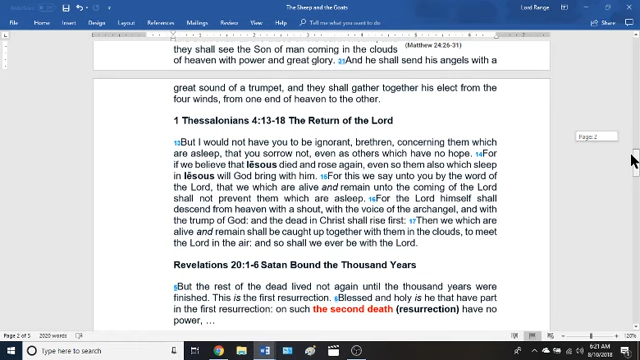 The Sheep and the Goats
Lord Range
File Home Insert Design Layout References Mailings Review View Help Tell me what you want to do
Share
they shall see the Son of man coming in the clouds (Matthew 24:26-31)
of heaven with power and great glory. And he shall send his angels with a
great sound of a trumpet, and they shall gather together his elect from the
four winds, from one end of heaven to the other.
Page: 2
1 Thessalonians 4:13-18 The Return of the Lord
13But I would not have you to be ignorant, brethren, concerning them which
are asleep, that you sorrow not, even as others which have no hope. 14For
if we believe that Iēsous died and rose again, even so them also which sleep
in Iēsous will God bring with him. 15For this we say unto you by the word of
the Lord, that we which are alive and remain unto the coming of the Lord
shall not prevent them which are asleep. 16For the Lord himself shall
descend from heaven with a shout, with the voice of the archangel, and with
the trump of God: and the dead in Christ shall rise first: 17Then we which are
alive and remain shall be caught up together with them in the clouds, to meet
the Lord in the air: and so shall we ever be with the Lord.
Revelations 20:1-6 Satan Bound the Thousand Years
5But the rest of the dead lived not again until the thousand years were
finished. This is the first resurrection. 6Blessed and holy is he that have part
in the first resurrection: on such the second death (resurrection) have no
power, …
Page 2 of 5 2020 words
120%
Type here to search
6:21 AM
8/10/2018